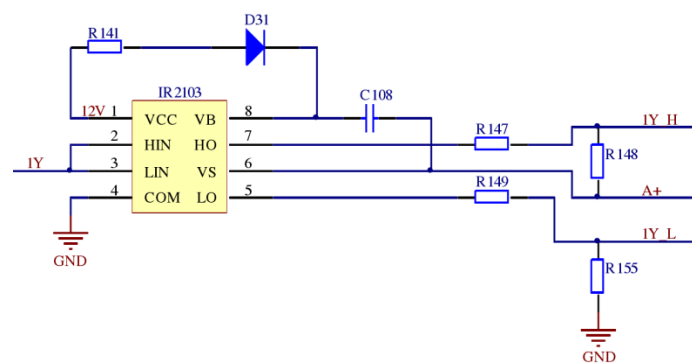 D31
R141
IR2103
C108
12V 1 VCC VB 8
2 HIN HO 7 R147 1Y_H
1Y 3 LIN VS 6 R148
4 COM LO 5 R149 A+
GND
1Y_L
R155
GND